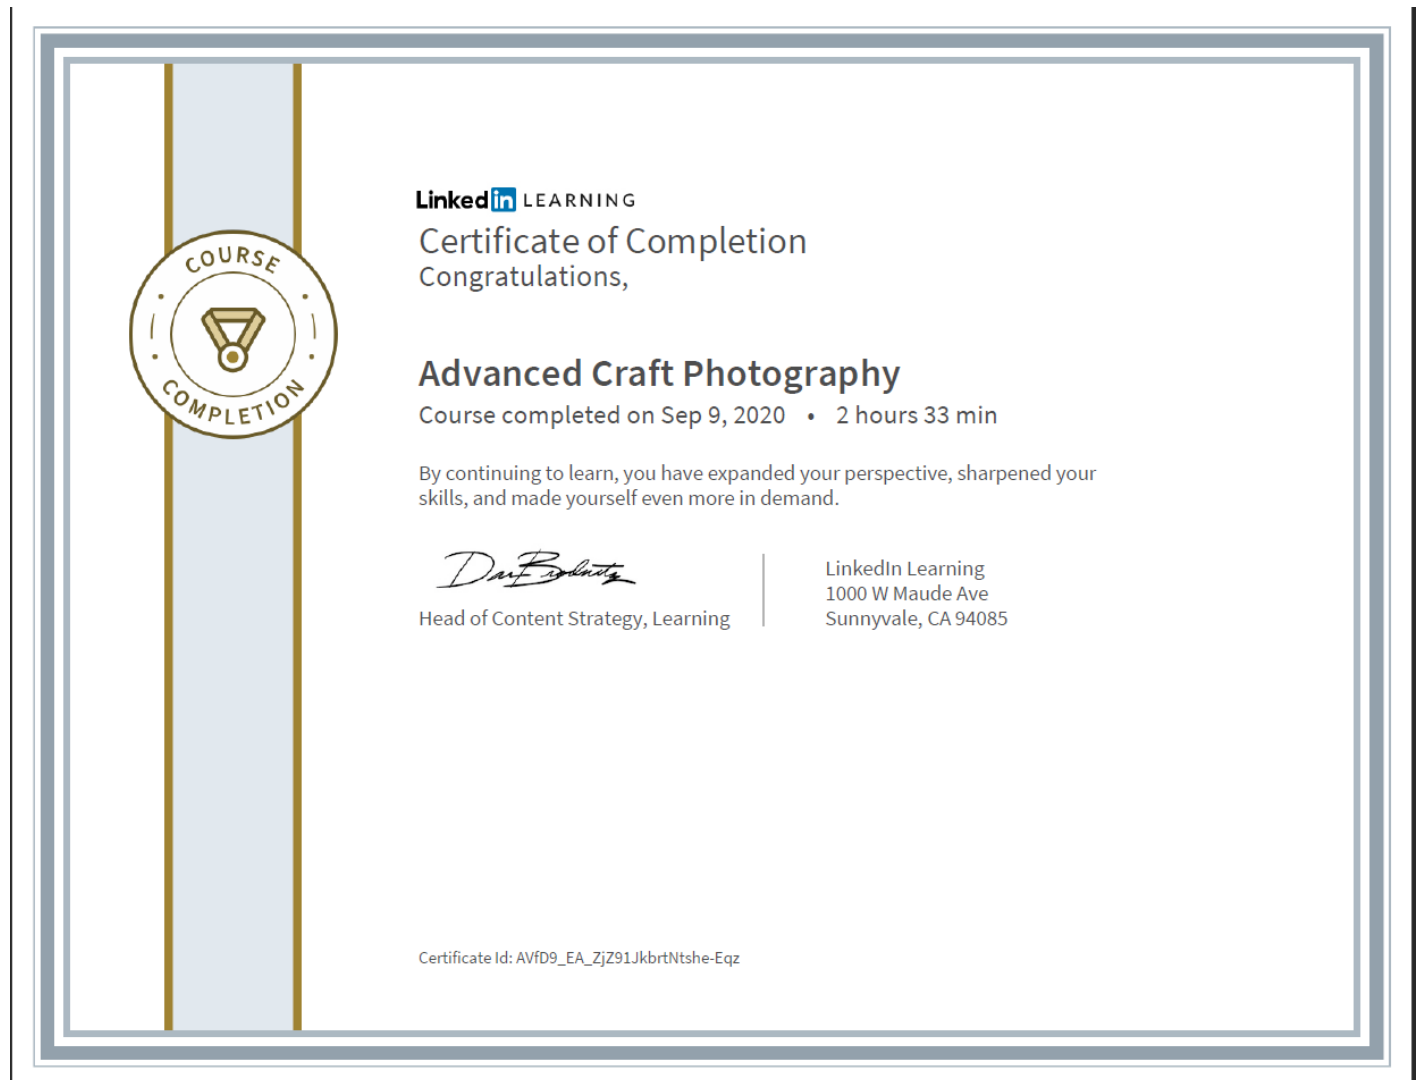 Linked in LEARNING
Certificate of Completion
Congratulations,
COURSE
COMPLETION
Advanced Craft Photography
Course completed on Sep 9, 2020 • 2 hours 33 min
By continuing to learn, you have expanded your perspective, sharpened your
skills, and made yourself even more in demand.
Head of Content Strategy, Learning
LinkedIn Learning
1000 W Maude Ave
Sunnyvale, CA 94085
Certificate Id: AVfD9_EA_ZjZ91JkbrtNtshe-Eqz